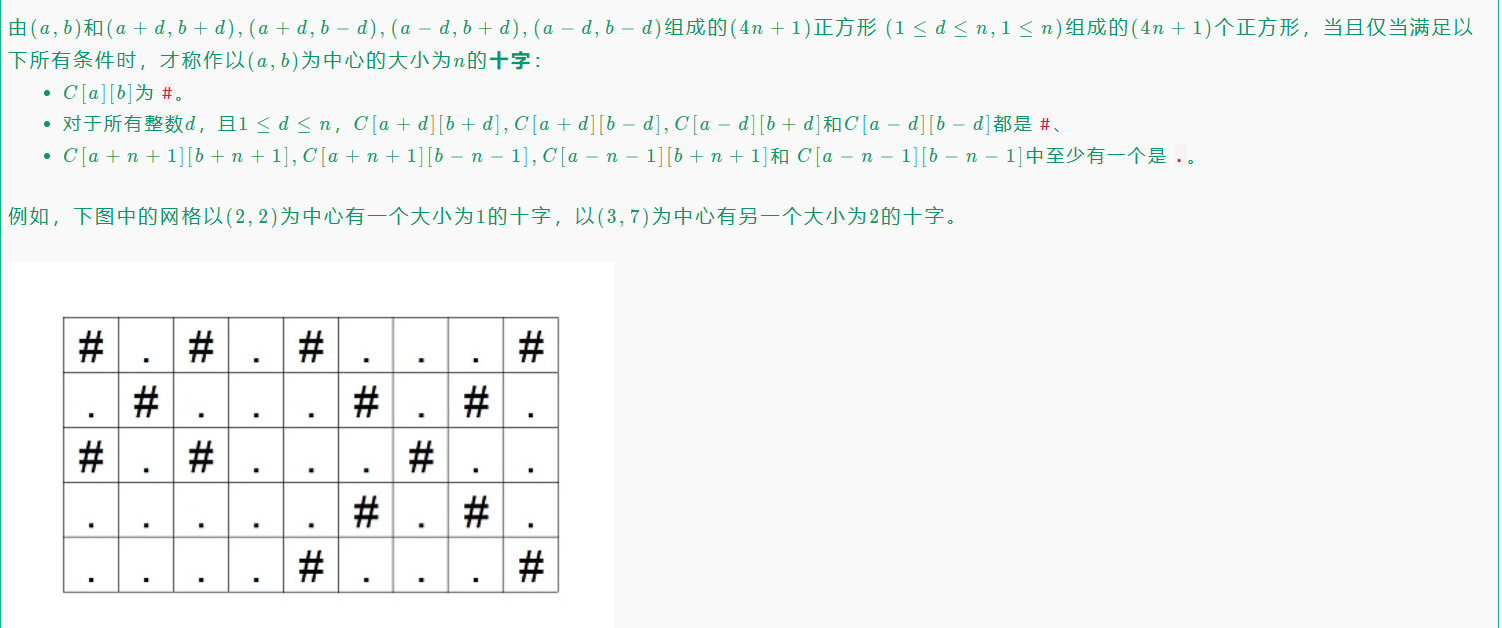 由(a, b)和(a + d, b + d), (a + d, b − d), (a − d, b + d), (a − d, b − d)组成的(4n + 1)正方形 (1 ≤ d ≤ n, 1 ≤ n)组成的(4n + 1)个正方形，当且仅当满足以
下所有条件时，才称作以(a, b)为中心的大小为n的十字：
• C[a][b]为 #。
• 对于所有整数d，且1 ≤ d ≤ n，C[a + d][b + d], C[a + d][b − d], C[a − d][b + d]和C[a − d][b − d]都是 #、
• C[a + n + 1][b + n + 1], C[a + n + 1][b − n − 1], C[a − n − 1][b + n + 1]和 C[a − n − 1][b − n − 1]中至少有一个是 .。
例如，下图中的网格以(2, 2)为中心有一个大小为1的十字，以(3, 7)为中心有另一个大小为2的十字。
# . # . # . . . #
. # . . . # . # .
# . # . . . # . .
. . . . . # . # .
. . . . # . . . #